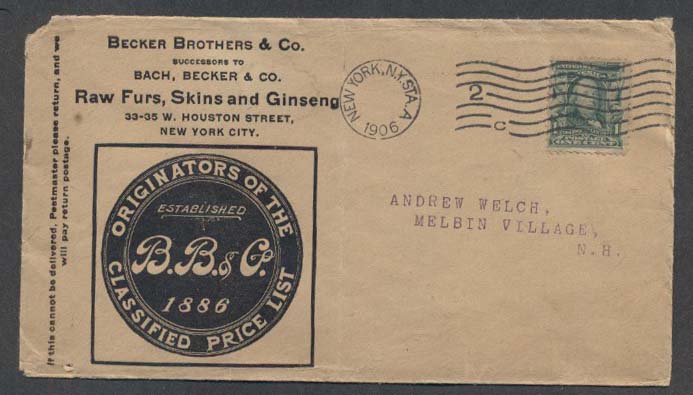 If this cannot be delivered, Postmaster please return, and we
will pay return postage.
BECKER BROTHERS & CO.
SUCCESSORS TO
BACH, BECKER & CO.
Raw Furs, Skins and Ginseng
33-35 W. HOUSTON STREET,
NEW YORK CITY.
ORIGINATORS OF THE
ESTABLISHED
B.B.& Co.
1886
CLASSIFIED PRICE LIST
NEW YORK, N.Y. STA. A
1906
2
C
ANDREW WELCH,
MELBIN VILLAGE,
N.H.